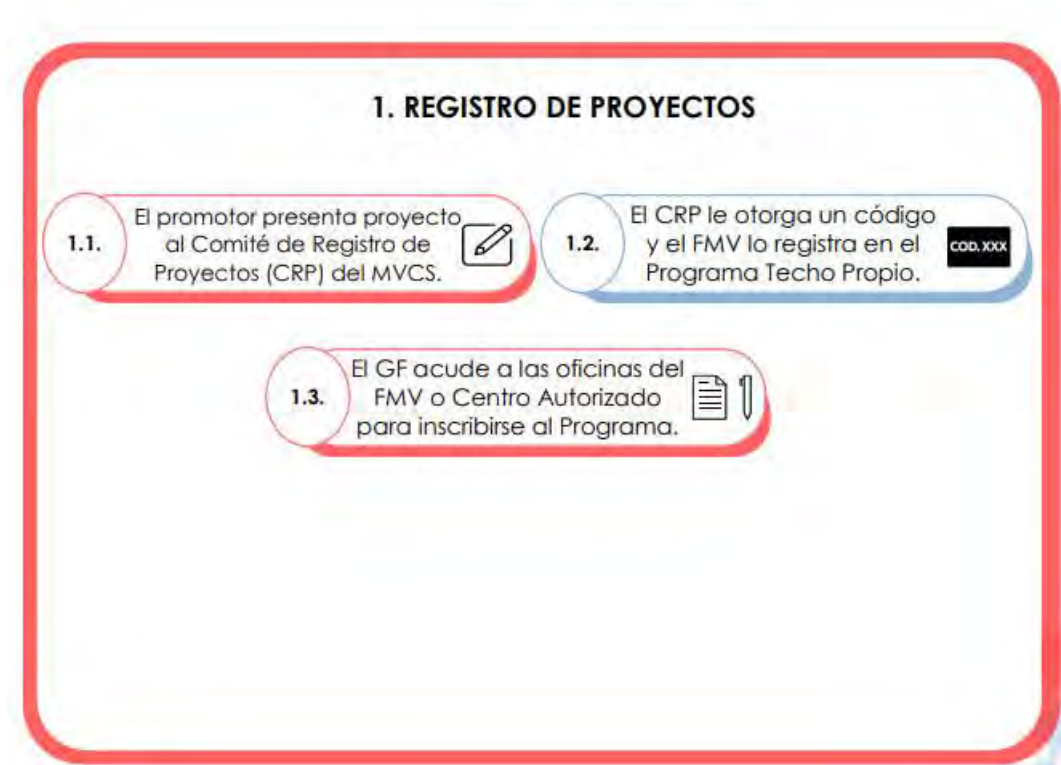 1. REGISTRO DE PROYECTOS
1.1.
El promotor presenta proyecto
al Comité de Registro de
Proyectos (CRP) del MVCS.
1.2.
El CRP le otorga un código
y el FMV lo registra en el
Programa Techo Propio.
COD.XXX
1.3.
El GF acude a las oficinas del
FMV o Centro Autorizado
para inscribirse al Programa.